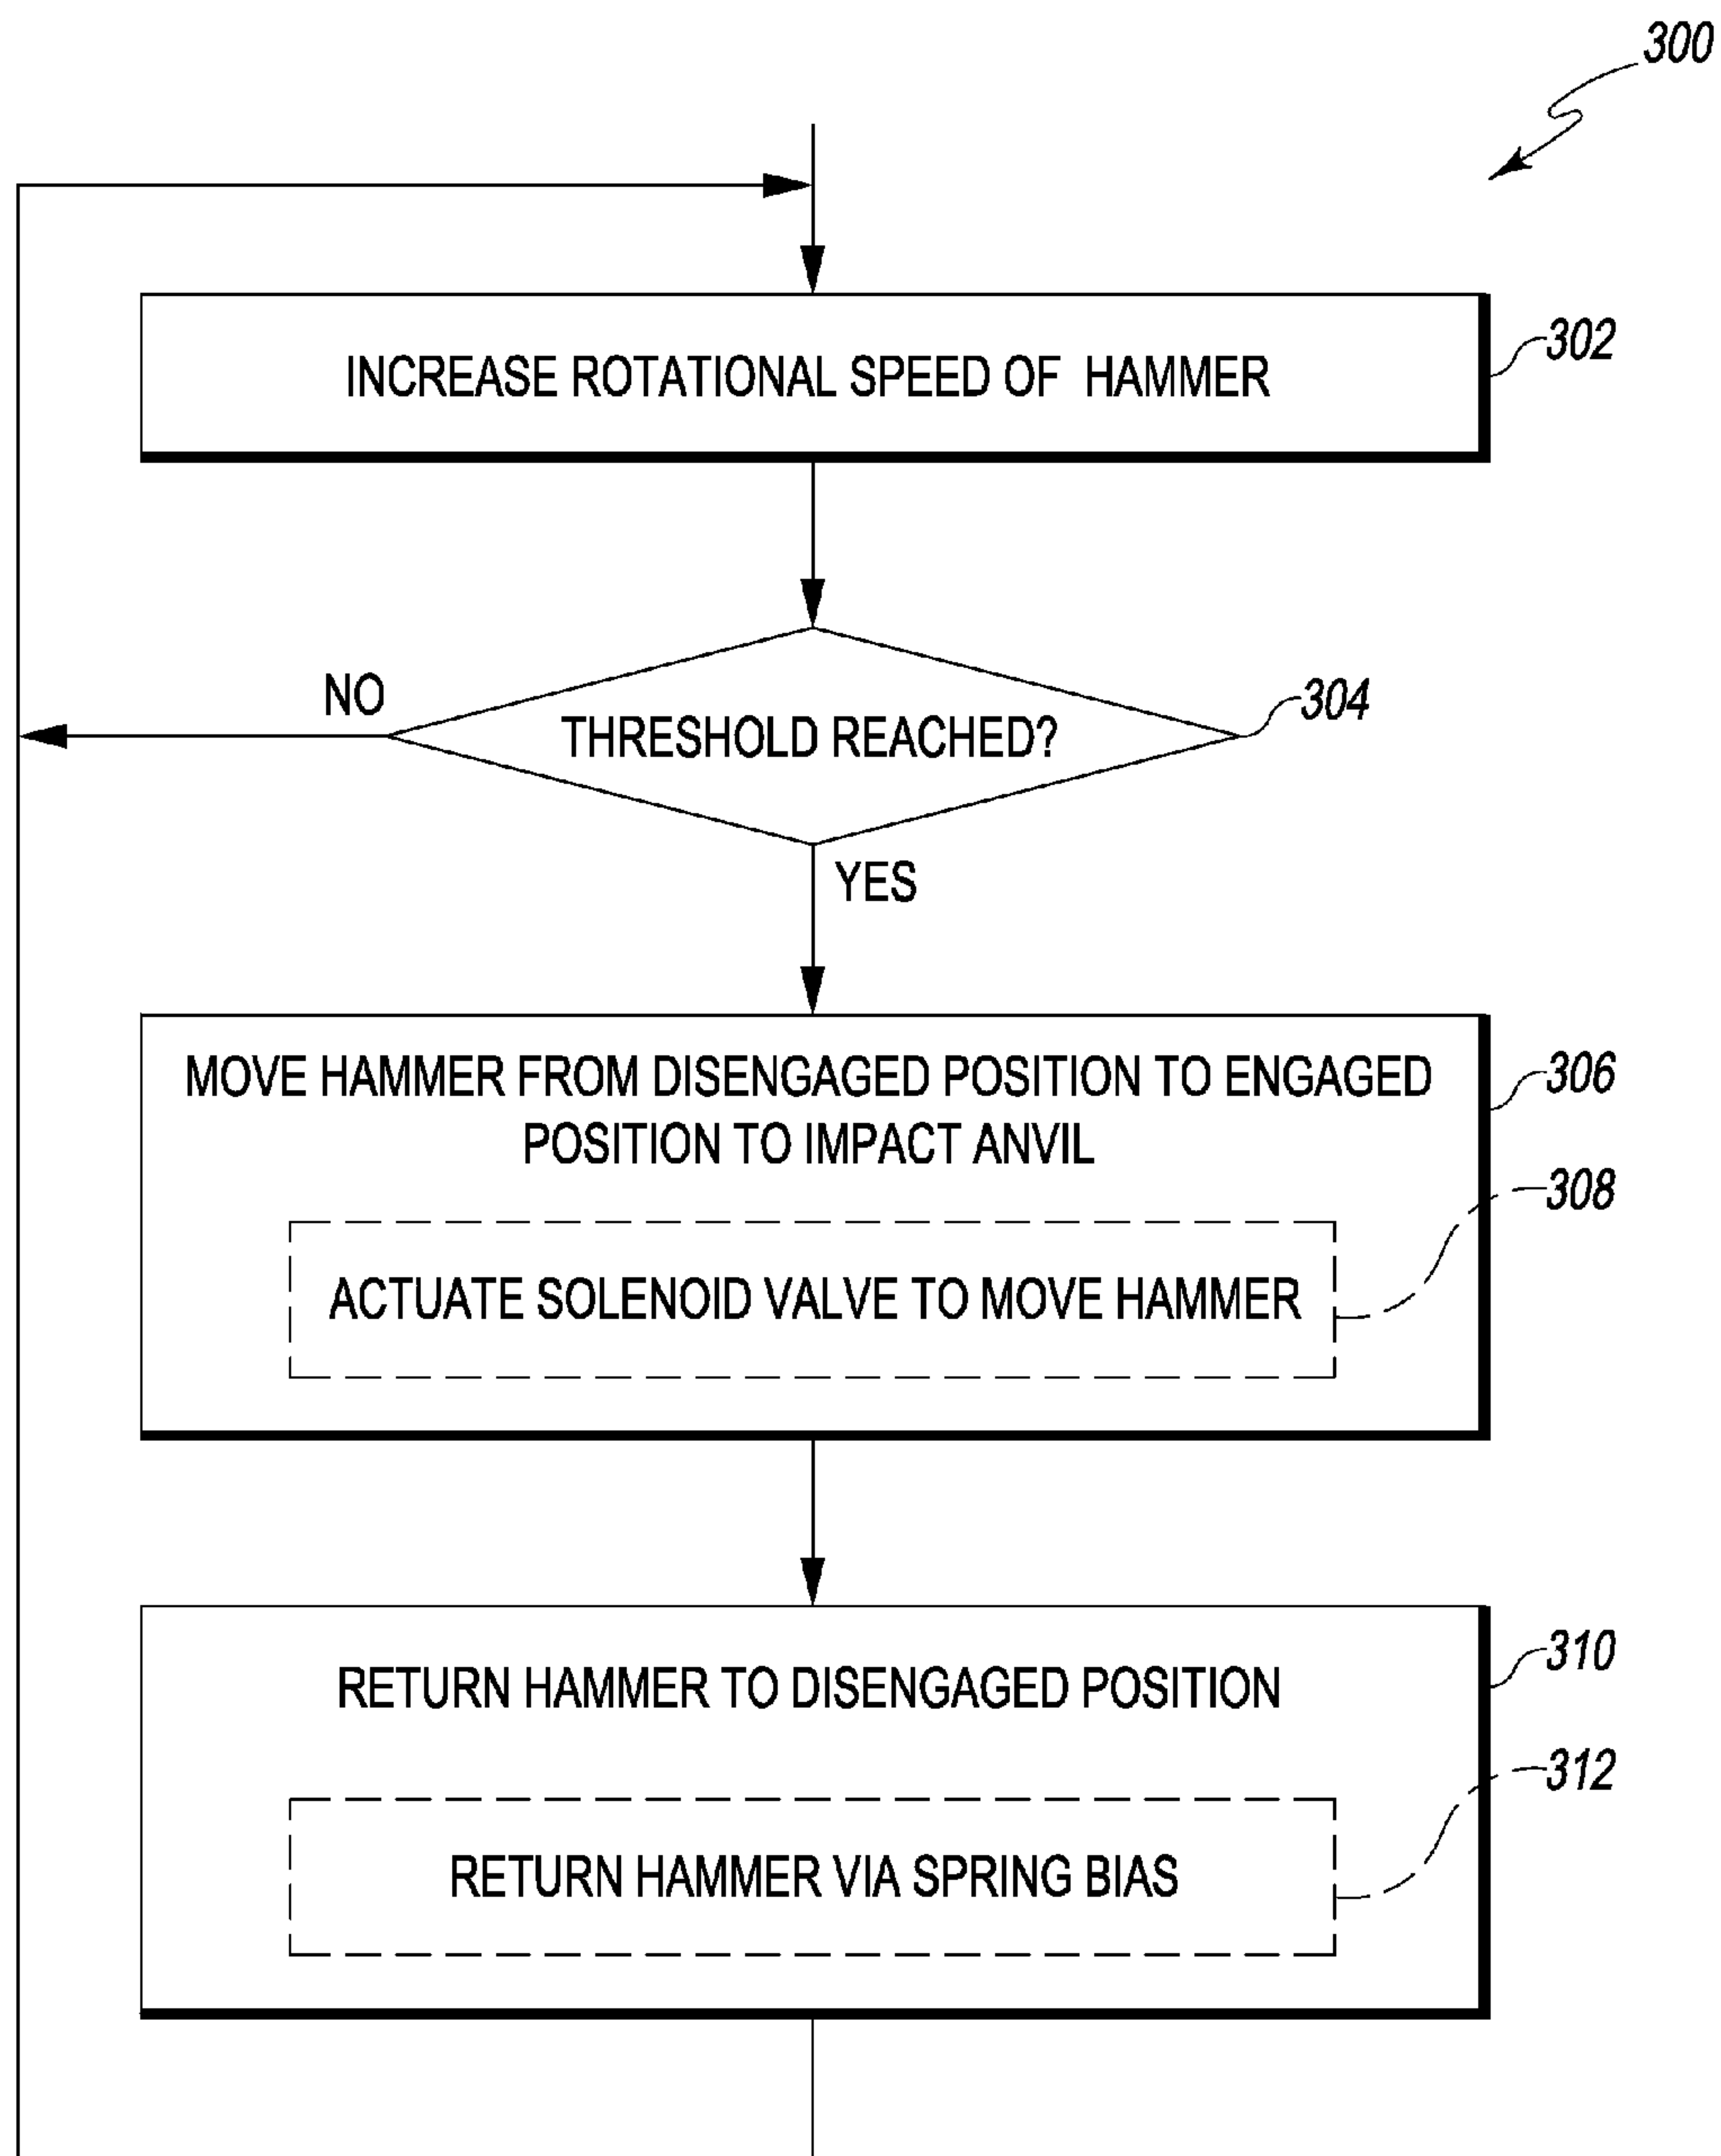 300
INCREASE ROTATIONAL SPEED OF HAMMER
302
THRESHOLD REACHED?
304
NO
YES
MOVE HAMMER FROM DISENGAGED POSITION TO ENGAGED
POSITION TO IMPACT ANVIL
306
308
ACTUATE SOLENOID VALVE TO MOVE HAMMER
RETURN HAMMER TO DISENGAGED POSITION
310
312
RETURN HAMMER VIA SPRING BIAS